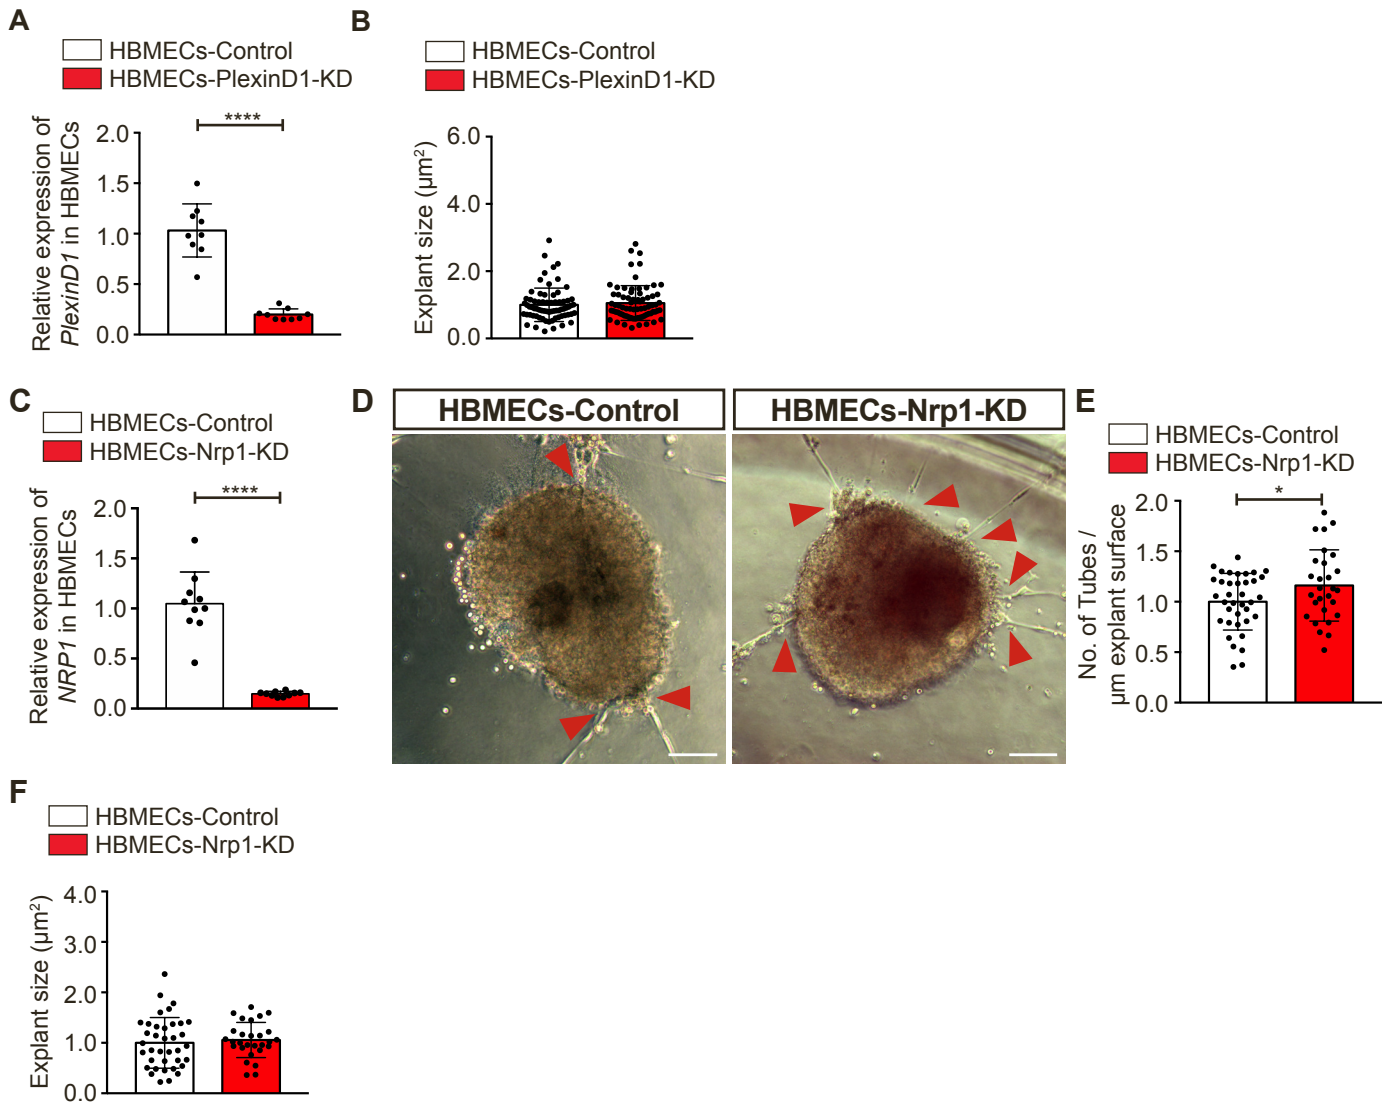 A
HBMECs-Control
HBMECs-PlexinD1-KD
Relative expression of
PlexinD1 in HBMECs
2.0
1.5
1.0
0.5
0.0
****
B
HBMECs-Control
HBMECs-PlexinD1-KD
Explant size (µm²)
6.0
4.0
2.0
0.0
C
HBMECs-Control
HBMECs-Nrp1-KD
Relative expression of
NRP1 in HBMECs
2.0
1.5
1.0
0.5
0.0
****
D
HBMECs-Control
HBMECs-Nrp1-KD
E
HBMECs-Control
HBMECs-Nrp1-KD
No. of Tubes /
µm explant surface
2.0
1.5
1.0
0.5
0.0
*
F
HBMECs-Control
HBMECs-Nrp1-KD
Explant size (µm²)
4.0
3.0
2.0
1.0
0.0